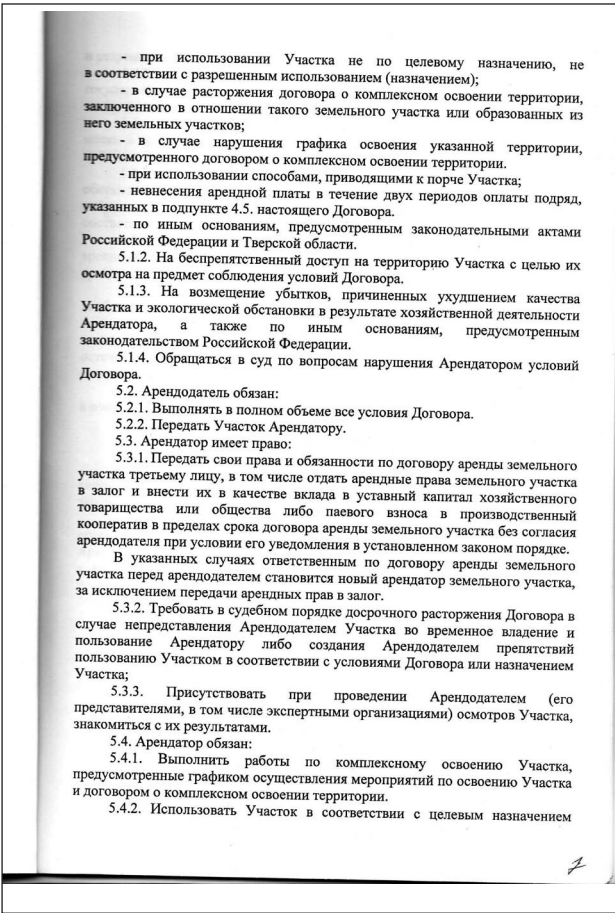 - при использовании Участка не по целевому назначению, не
в соответствии с разрешенным использованием (назначением);
- в случае расторжения договора о комплексном освоении территории,
заключенного в отношении такого земельного участка или образованных из
него земельных участков;
- в случае нарушения графика освоения указанной территории,
предусмотренного договором о комплексном освоении территории.
- при использовании способами, приводящими к порче Участка;
- невнесения арендной платы в течение двух периодов оплаты подряд,
указанных в подпункте 4.5. настоящего Договора.
- по иным основаниям, предусмотренным законодательными актами
Российской Федерации и Тверской области.
5.1.2. На беспрепятственный доступ на территорию Участка с целью их
осмотра на предмет соблюдения условий Договора.
5.1.3. На возмещение убытков, причиненных ухудшением качества
Участка и экологической обстановки в результате хозяйственной деятельности
Арендатора, а также по иным основаниям, предусмотренным
законодательством Российской Федерации.
5.1.4. Обращаться в суд по вопросам нарушения Арендатором условий
Договора.
5.2. Арендодатель обязан:
5.2.1. Выполнять в полном объеме все условия Договора.
5.2.2. Передать Участок Арендатору.
5.3. Арендатор имеет право:
5.3.1. Передать свои права и обязанности по договору аренды земельного
участка третьему лицу, в том числе отдать арендные права земельного участка
в залог и внести их в качестве вклада в уставный капитал хозяйственного
товарищества или общества либо паевого взноса в производственный
кооператив в пределах срока договора аренды земельного участка без согласия
арендодателя при условии его уведомления в установленном законом порядке.
В указанных случаях ответственным по договору аренды земельного
участка перед арендодателем становится новый арендатор земельного участка,
за исключением передачи арендных прав в залог.
5.3.2. Требовать в судебном порядке досрочного расторжения Договора в
случае непредставления Арендодателем Участка во временное владение и
пользование Арендатору либо создания Арендодателем препятствий
пользованию Участком в соответствии с условиями Договора или назначением
Участка;
5.3.3. Присутствовать при проведении Арендодателем (его
представителями, в том числе экспертными организациями) осмотров Участка,
знакомиться с их результатами.
5.4. Арендатор обязан:
5.4.1. Выполнить работы по комплексному освоению Участка,
предусмотренные графиком осуществления мероприятий по освоению Участка
и договором о комплексном освоении территории.
5.4.2. Использовать Участок в соответствии с целевым назначением